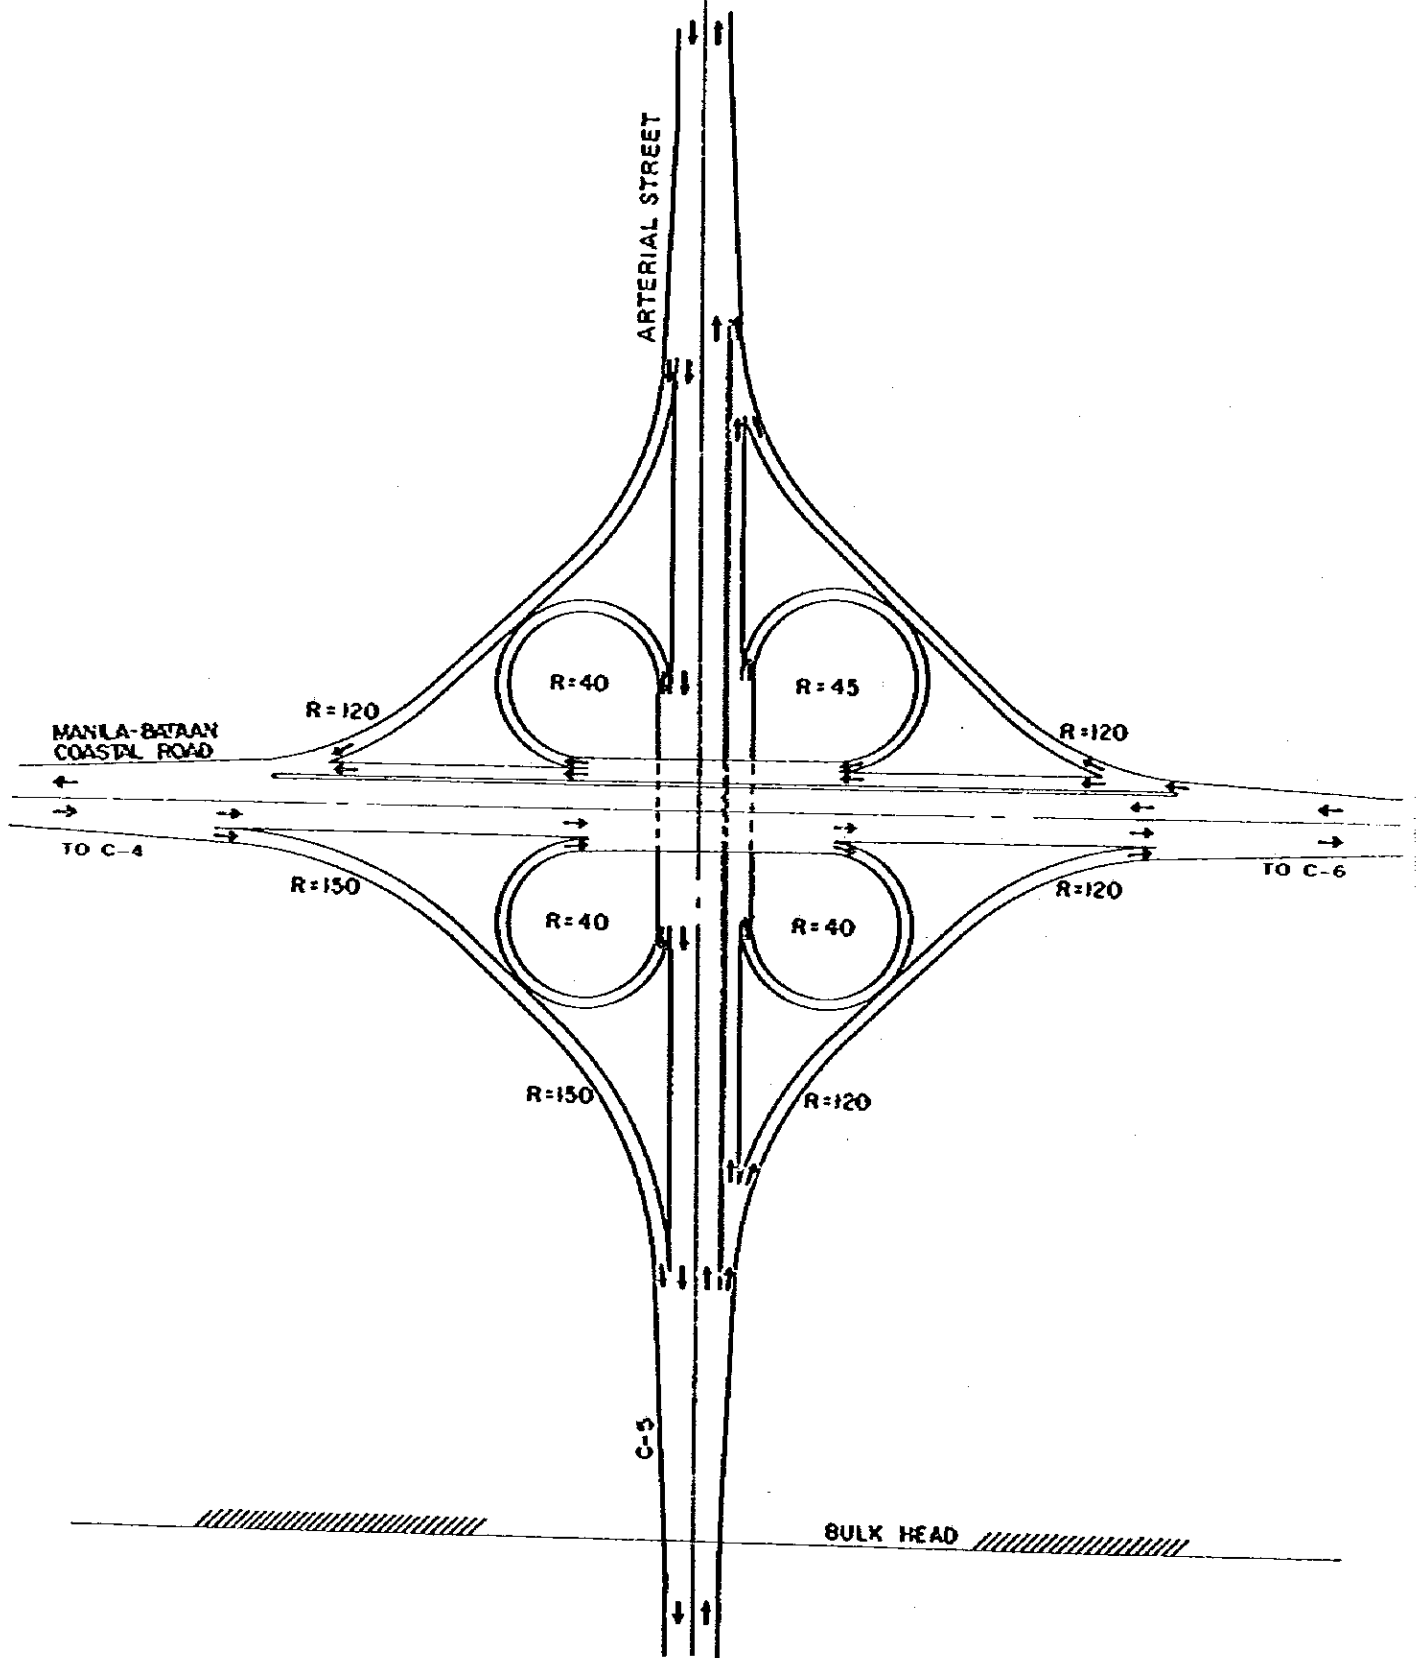 ARTERIAL STREET
R=40
R=45
R=120
MANILA-BATAAN
COASTAL ROAD
R=120
TO C-4
TO C-6
R=150
R=120
R=40
R=40
R=150
R=120
C-5
BULK HEAD